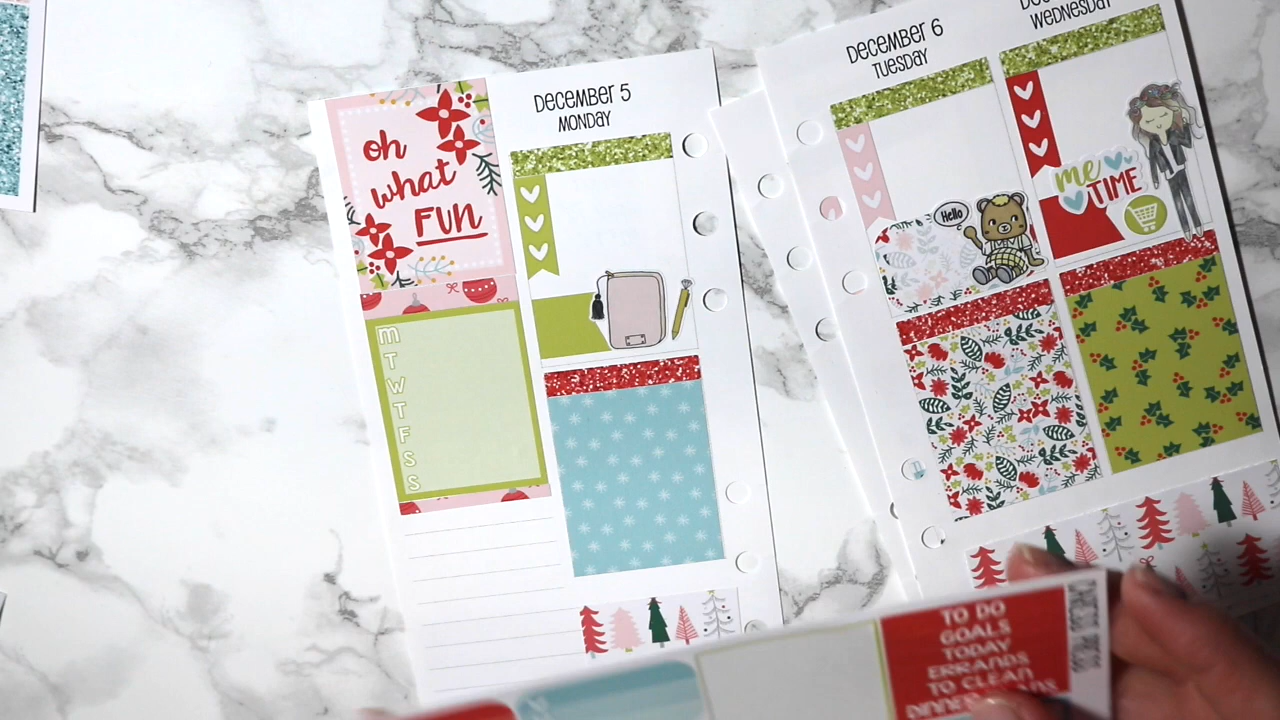 oh
what
FUN
DECEMBER 5
MONDAY
M
T
W
T
F
S
S
DECEMBER 6
TUESDAY
Hello
WEDNESDAY
me
TIME
TO DO
GOALS
TODAY
ERRANDS
TO CLEAN